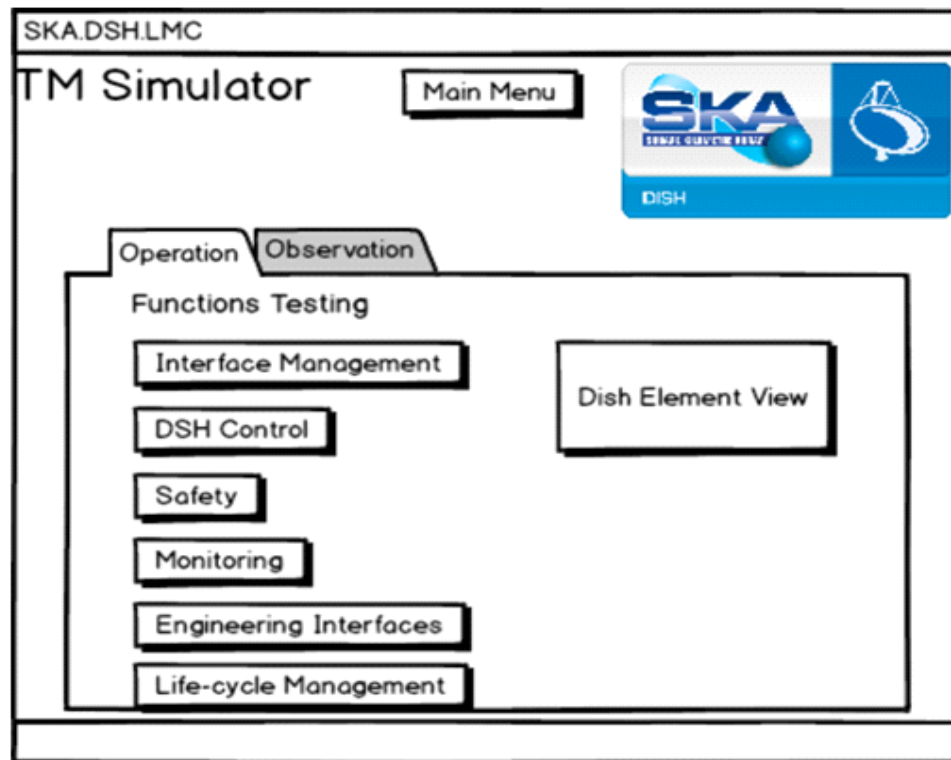 SKA.DSH.LMC
TM Simulator
Main Menu
SKA
DISH
Operation
Observation
Functions Testing
Interface Management
Dish Element View
DSH Control
Safety
Monitoring
Engineering Interfaces
Life-cycle Management